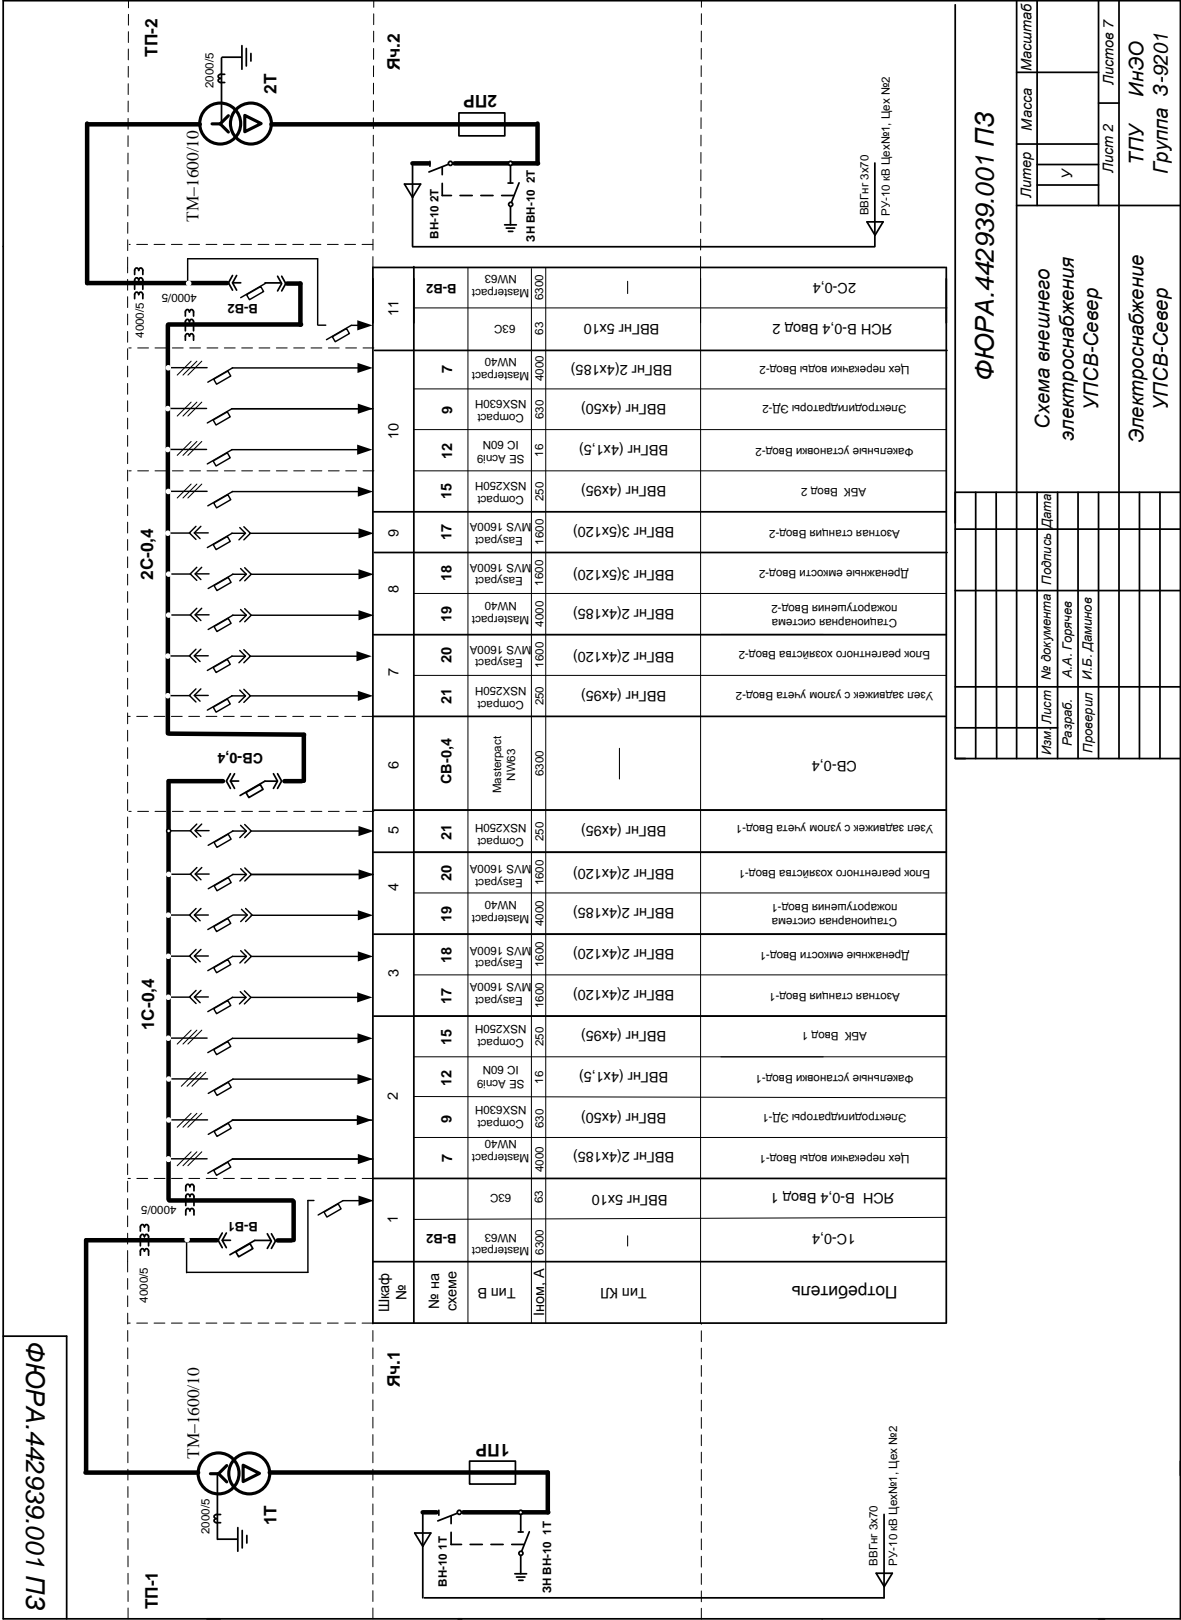 ФЮРА.442939.001 ПЗ
ТП-1
ТМ–1600/10
2000/5
1Т
Яч.1
1ПР
ВН-10 1Т
ЗН ВН-10 1Т
ВВГнг 3х70
РУ-10 кВ Цех№1, Цех №2
4000/5
4000/5
В-В1
1С-0,4
СВ-0,4
2С-0,4
4000/5
4000/5
В-В2
ТП-2
ТМ–1600/10
2000/5
2Т
Яч.2
2ПР
ВН-10 2Т
ЗН ВН-10 2Т
ВВГнг 3х70
РУ-10 кВ Цех№1, Цех №2
Шкаф
№
1
2
3
4
5
6
7
8
9
10
11
№ на
схеме
В-В2
7
9
12
15
17
18
19
20
21
СВ-0,4
21
20
19
18
17
15
12
9
7
В-В2
Тип В
Masterpact
NW63
63С
Masterpact
NW40
Compact
NSX630H
SE Acni9
IC 60N
Compact
NSX250H
Easypact
MVS 1600A
Easypact
MVS 1600A
Masterpact
NW40
Easypact
MVS 1600A
Compact
NSX250H
Masterpact
NW63
Compact
NSX250H
Easypact
MVS 1600A
Masterpact
NW40
Easypact
MVS 1600A
Easypact
MVS 1600A
Compact
NSX250H
SE Acni9
IC 60N
Compact
NSX630H
Masterpact
NW40
63С
Masterpact
NW63
Iном, А
6300
63
4000
630
16
250
1600
1600
4000
1600
250
6300
250
1600
4000
1600
1600
250
16
630
4000
63
6300
Тип КЛ
—
ВВГнг 5х10
ВВГнг 2(4х185)
ВВГнг (4х50)
ВВГнг (4х1,5)
ВВГнг (4х95)
ВВГнг 2(4х120)
ВВГнг 2(4х120)
ВВГнг 2(4х185)
ВВГнг 2(4х120)
ВВГнг (4х95)
—
ВВГнг (4х95)
ВВГнг 2(4х120)
ВВГнг 2(4х185)
ВВГнг 3(5х120)
ВВГнг 3(5х120)
ВВГнг (4х95)
ВВГнг (4х1,5)
ВВГнг (4х50)
ВВГнг 2(4х185)
ВВГнг 5х10
—
Потребитель
1С-0,4
ЯСН В-0,4 Ввод 1
Цех перекачки воды Ввод-1
Электродигидраторы ЭД-1
Факельные установки Ввод-1
АБК Ввод 1
Азотная станция Ввод-1
Дренажные емкости Ввод-1
Стационарная система
пожаротушения Ввод-1
Блок реагентного хозяйства Ввод-1
Узел задвижек с узлом учета Ввод-1
СВ-0,4
Узел задвижек с узлом учета Ввод-2
Блок реагентного хозяйства Ввод-2
Стационарная система
пожаротушения Ввод-2
Дренажные емкости Ввод-2
Азотная станция Ввод-2
АБК Ввод 2
Факельные установки Ввод-2
Электродигидраторы ЭД-2
Цех перекачки воды Ввод-2
ЯСН В-0,4 Ввод 2
2С-0,4
ФЮРА.442939.001 ПЗ
Изм. Лист № документа Подпись Дата
Разраб. А.А. Горячев
Проверил И.Б. Даминов
Схема внешнего
электроснабжения
УПСВ-Север
Литер Масса Масштаб
У
Лист 2 Листов 7
Электроснабжение
УПСВ-Север
ТПУ ИнЭО
Группа З-9201